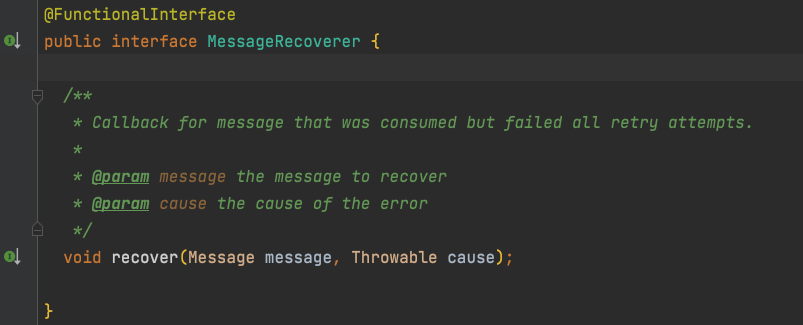 @FunctionalInterface
public interface MessageRecoverer {
/**
* Callback for message that was consumed but failed all retry attempts.
*
* @param message the message to recover
* @param cause the cause of the error
*/
void recover(Message message, Throwable cause);
}